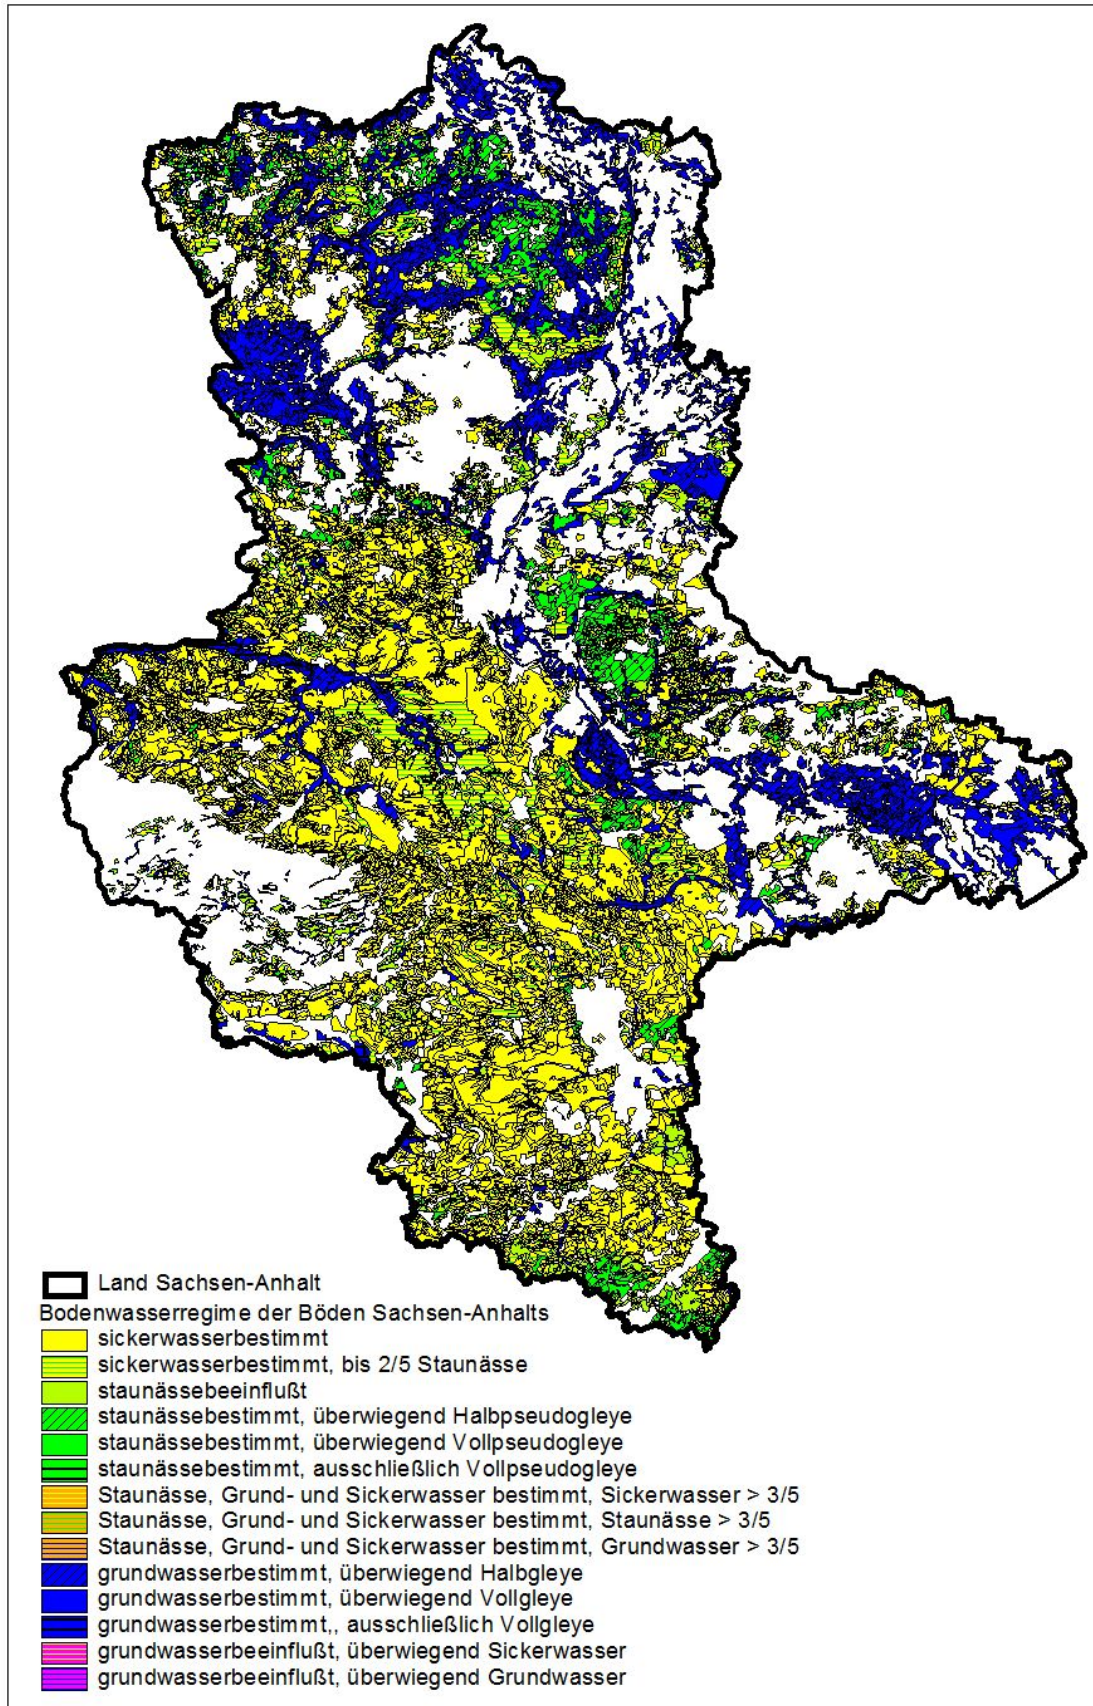 Land Sachsen-Anhalt
Bodenwasserregime der Böden Sachsen-Anhalts
sickerwasserbestimmt
sickerwasserbestimmt, bis 2/5 Staunässe
staunässebeeinflußt
staunässebestimmt, überwiegend Halbpseudogleye
staunässebestimmt, überwiegend Vollpseudogleye
staunässebestimmt, ausschließlich Vollpseudogleye
Staunässe, Grund- und Sickerwasser bestimmt, Sickerwasser > 3/5
Staunässe, Grund- und Sickerwasser bestimmt, Staunässe > 3/5
Staunässe, Grund- und Sickerwasser bestimmt, Grundwasser > 3/5
grundwasserbestimmt, überwiegend Halbgleye
grundwasserbestimmt, überwiegend Vollgleye
grundwasserbestimmt,, ausschließlich Vollgleye
grundwasserbeeinflußt, überwiegend Sickerwasser
grundwasserbeeinflußt, überwiegend Grundwasser